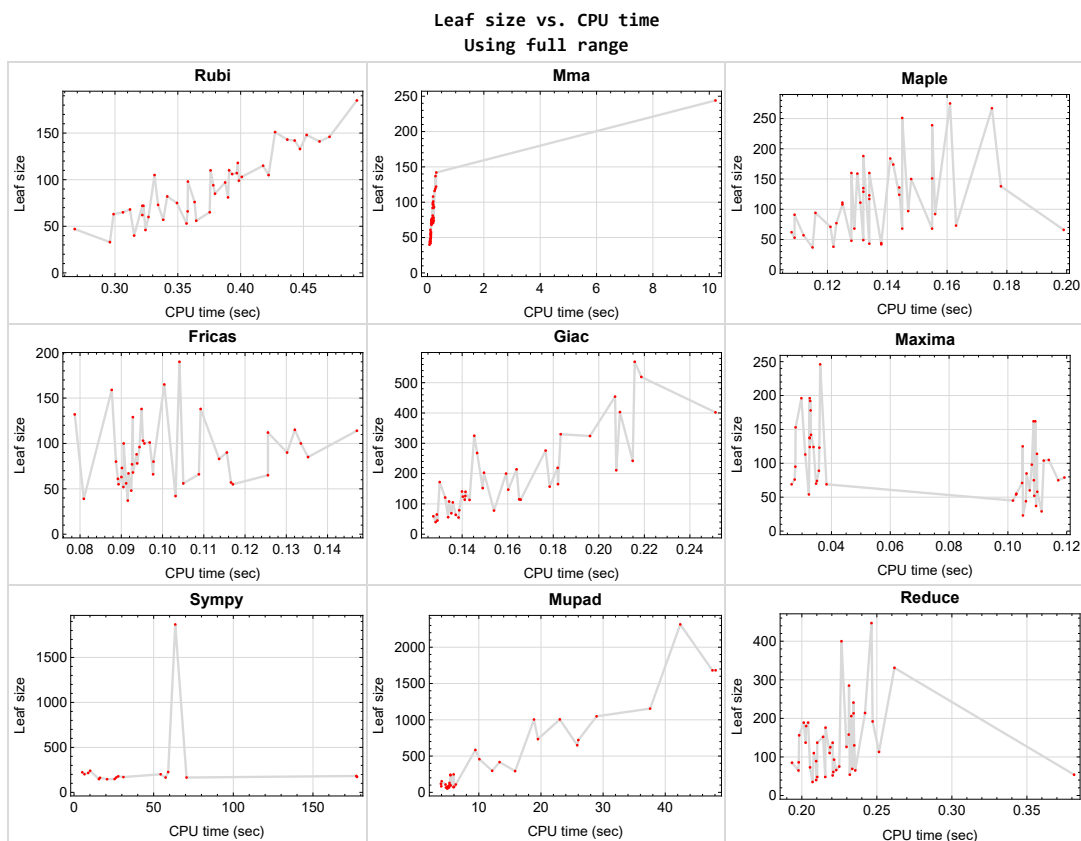 Leaf size vs. CPU time
Using full range
Rubi
Mma
Maple
Leaf size
150
100
50
0
0.30 0.35 0.40 0.45
CPU time (sec)
Leaf size
250
200
150
100
50
0
0 2 4 6 8 10
CPU time (sec)
Leaf size
250
200
150
100
50
0
0.12 0.14 0.16 0.18 0.20
CPU time (sec)
Fricas
Giac
Maxima
Leaf size
200
150
100
50
0
0.08 0.09 0.10 0.11 0.12 0.13 0.14
CPU time (sec)
Leaf size
500
400
300
200
100
0
0.14 0.16 0.18 0.20 0.22 0.24
CPU time (sec)
Leaf size
250
200
150
100
50
0
0.04 0.06 0.08 0.10 0.12
CPU time (sec)
Sympy
Mupad
Reduce
Leaf size
1500
1000
500
0
0 50 100 150
CPU time (sec)
Leaf size
2000
1500
1000
500
0
10 20 30 40
CPU time (sec)
Leaf size
400
300
200
100
0
0.20 0.25 0.30 0.35
CPU time (sec)